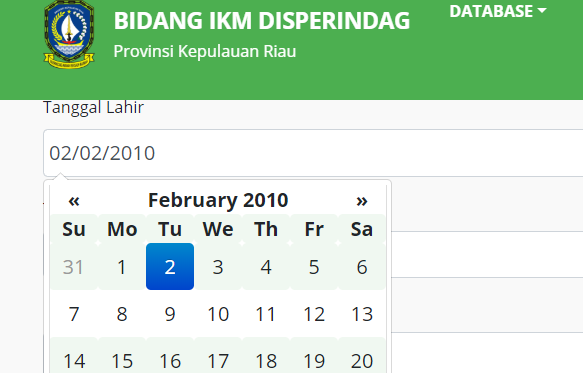 BIDANG IKM DISPERINDAG
DATABASE
Provinsi Kepulauan Riau
Tanggal Lahir
02/02/2010
« February 2010 »
Su Mo Tu We Th Fr Sa
31 1 2 3 4 5 6
7 8 9 10 11 12 13
14 15 16 17 18 19 20